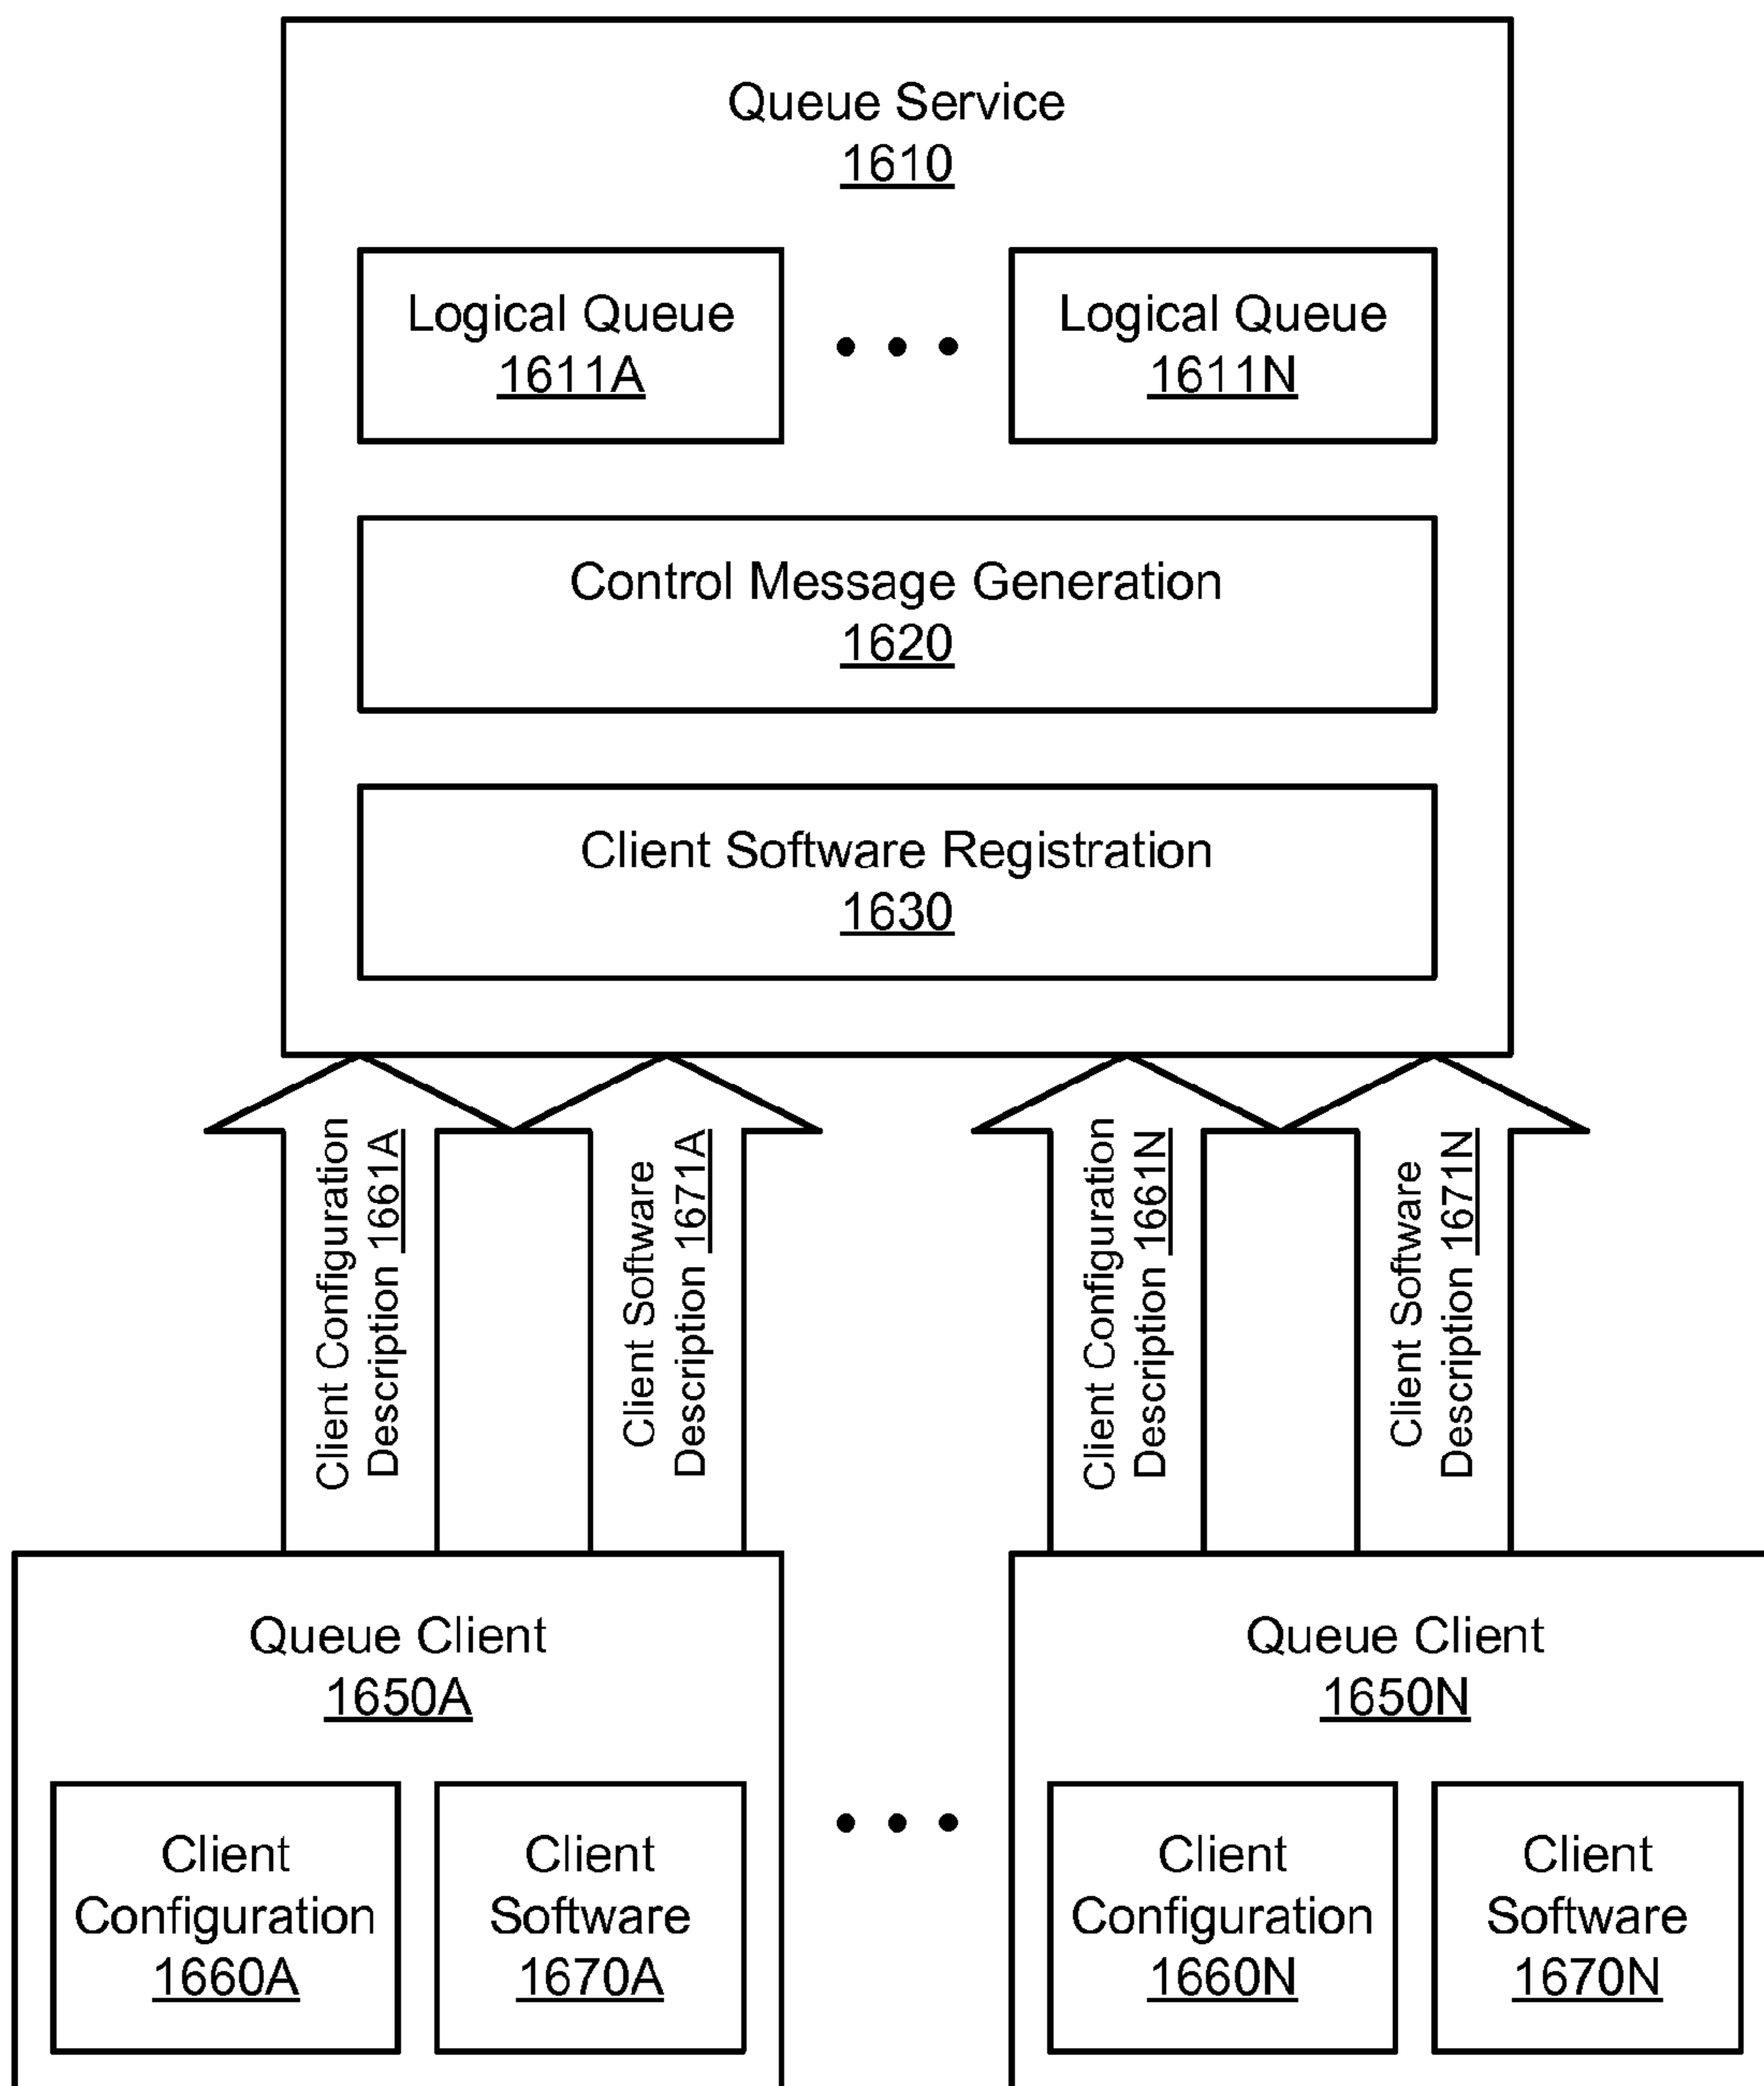 Queue Service
1610
Logical Queue
1611A
Logical Queue
1611N
Control Message Generation
1620
Client Software Registration
1630
Client Configuration
Description 1661A
Client Software
Description 1671A
Client Configuration
Description 1661N
Client Software
Description 1671N
Queue Client
1650A
Client
Configuration
1660A
Client
Software
1670A
Queue Client
1650N
Client
Configuration
1660N
Client
Software
1670N